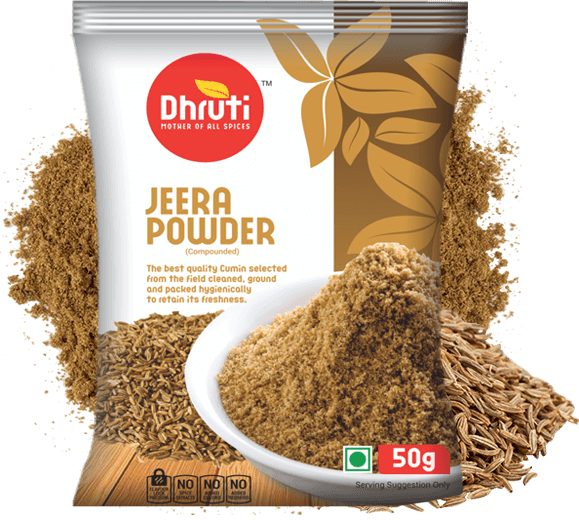 Dhruti
TM
MOTHER OF ALL SPICES
JEERA
POWDER
(Compounded)
The best quality Cumin selected
from the field cleaned, ground
and packed hygienically
to retain its freshness.
NO
NO
NO
50g
Serving Suggestion Only